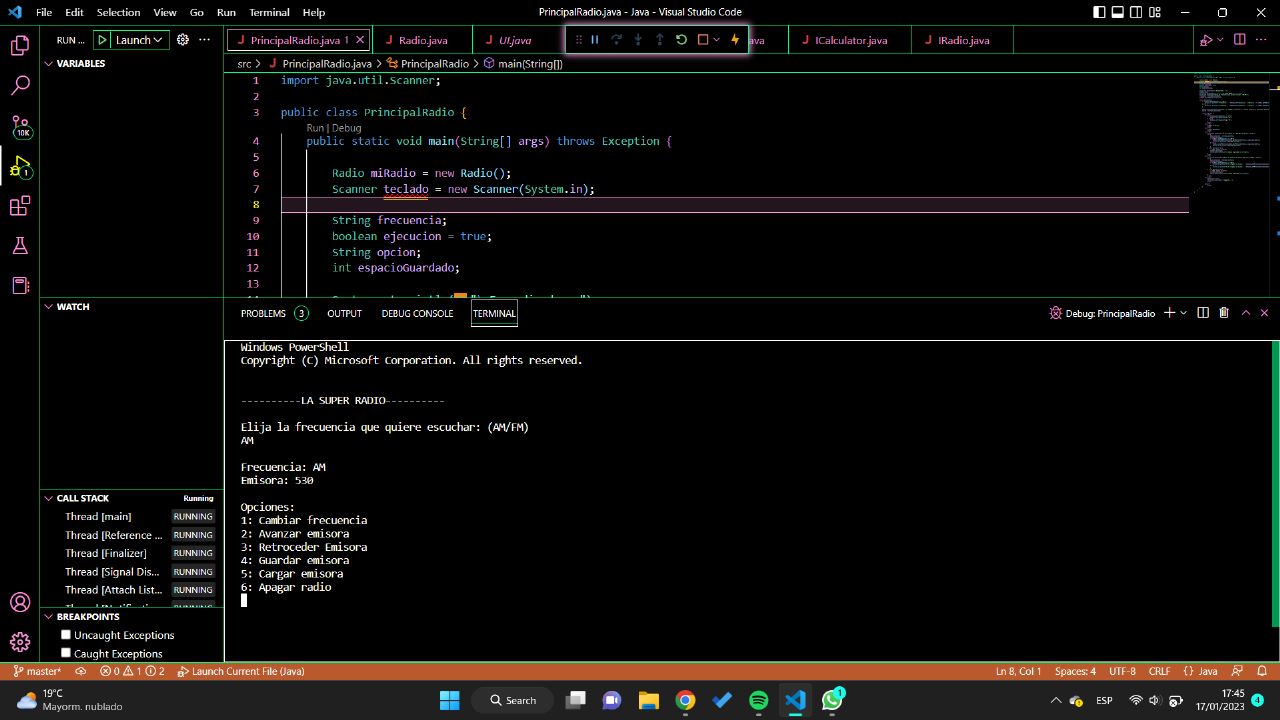 File Edit Selection View Go Run Terminal Help PrincipalRadio.java - Java - Visual Studio Code
RUN ... Launch
PrincipalRadio.java 1 Radio.java UI.java ava ICalculator.java IRadio.java
VARIABLES
src > PrincipalRadio.java > PrincipalRadio > main(String[])
1 import java.util.Scanner;
2
3 public class PrincipalRadio {
Run | Debug
4 public static void main(String[] args) throws Exception {
5
6 Radio miRadio = new Radio();
7 Scanner teclado = new Scanner(System.in);
8
9 String frecuencia;
10 boolean ejecucion = true;
11 String opcion;
12 int espacioGuardado;
13
10K
1
WATCH
PROBLEMS 3 OUTPUT DEBUG CONSOLE TERMINAL Debug: PrincipalRadio
Windows PowerShell
Copyright (C) Microsoft Corporation. All rights reserved.
----------LA SUPER RADIO----------
Elija la frecuencia que quiere escuchar: (AM/FM)
AM
Frecuencia: AM
Emisora: 530
Opciones:
1: Cambiar frecuencia
2: Avanzar emisora
3: Retroceder Emisora
4: Guardar emisora
5: Cargar emisora
6: Apagar radio
CALL STACK Running
Thread [main] RUNNING
Thread [Reference ... RUNNING
Thread [Finalizer] RUNNING
Thread [Signal Dis... RUNNING
Thread [Attach List... RUNNING
BREAKPOINTS
Uncaught Exceptions
Caught Exceptions
master* 0 1 2 Launch Current File (Java) Ln 8, Col 1 Spaces: 4 UTF-8 CRLF {} Java
19°C
Mayorm. nublado
Search
1
ESP
17:45
17/01/2023
4